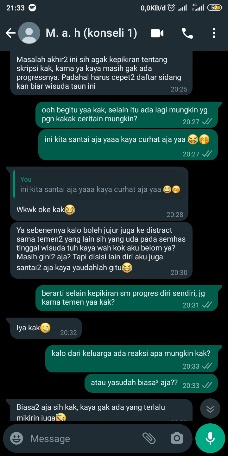 21:33
0,0KB/d
M. a. h (konseli 1)
Masalah akhir2 ini sih agak kepikiran tentang
skripsi kak, kama ya kaya masih gak ada
progressnya. Padahal harus cepet2 daftar sidang
kan biar wisuda taun ini
20:25
ooh begitu yaa kak, selain itu ada lagi mungkin yg
pgn kakak ceritain mungkin?
20:27
ini kita santai aja yaaa kaya curhat aja yaa 😂🤭
20:27
You
ini kita santai aja yaaa kaya curhat aja yaa 😂🤭
Wkwk oke kak😂
20:28
Ya sebenernya kalo boleh jujur juga ke distract
sama temen2 yang lain sih yang uda pada semhas
tinggal wisuda tuh kaya wah kok aku belom ya?
Masih gini2 aja? Tapi disisi lain diri aku juga
santai2 aja kaya yaudahlah gitu😂
20:30
berarti selain kepikiran sm progres diri sendiri, jg
karna temen yaa kak?
20:31
Iya kak😅
20:32
kalo dari keluarga ada reaksi apa mungkin kak?
20:33
atau yasudah biasa² aja??
20:33
Biasa2 aja sih kak, kaya gak ada yang terlalu
mikirin juga😅
Message